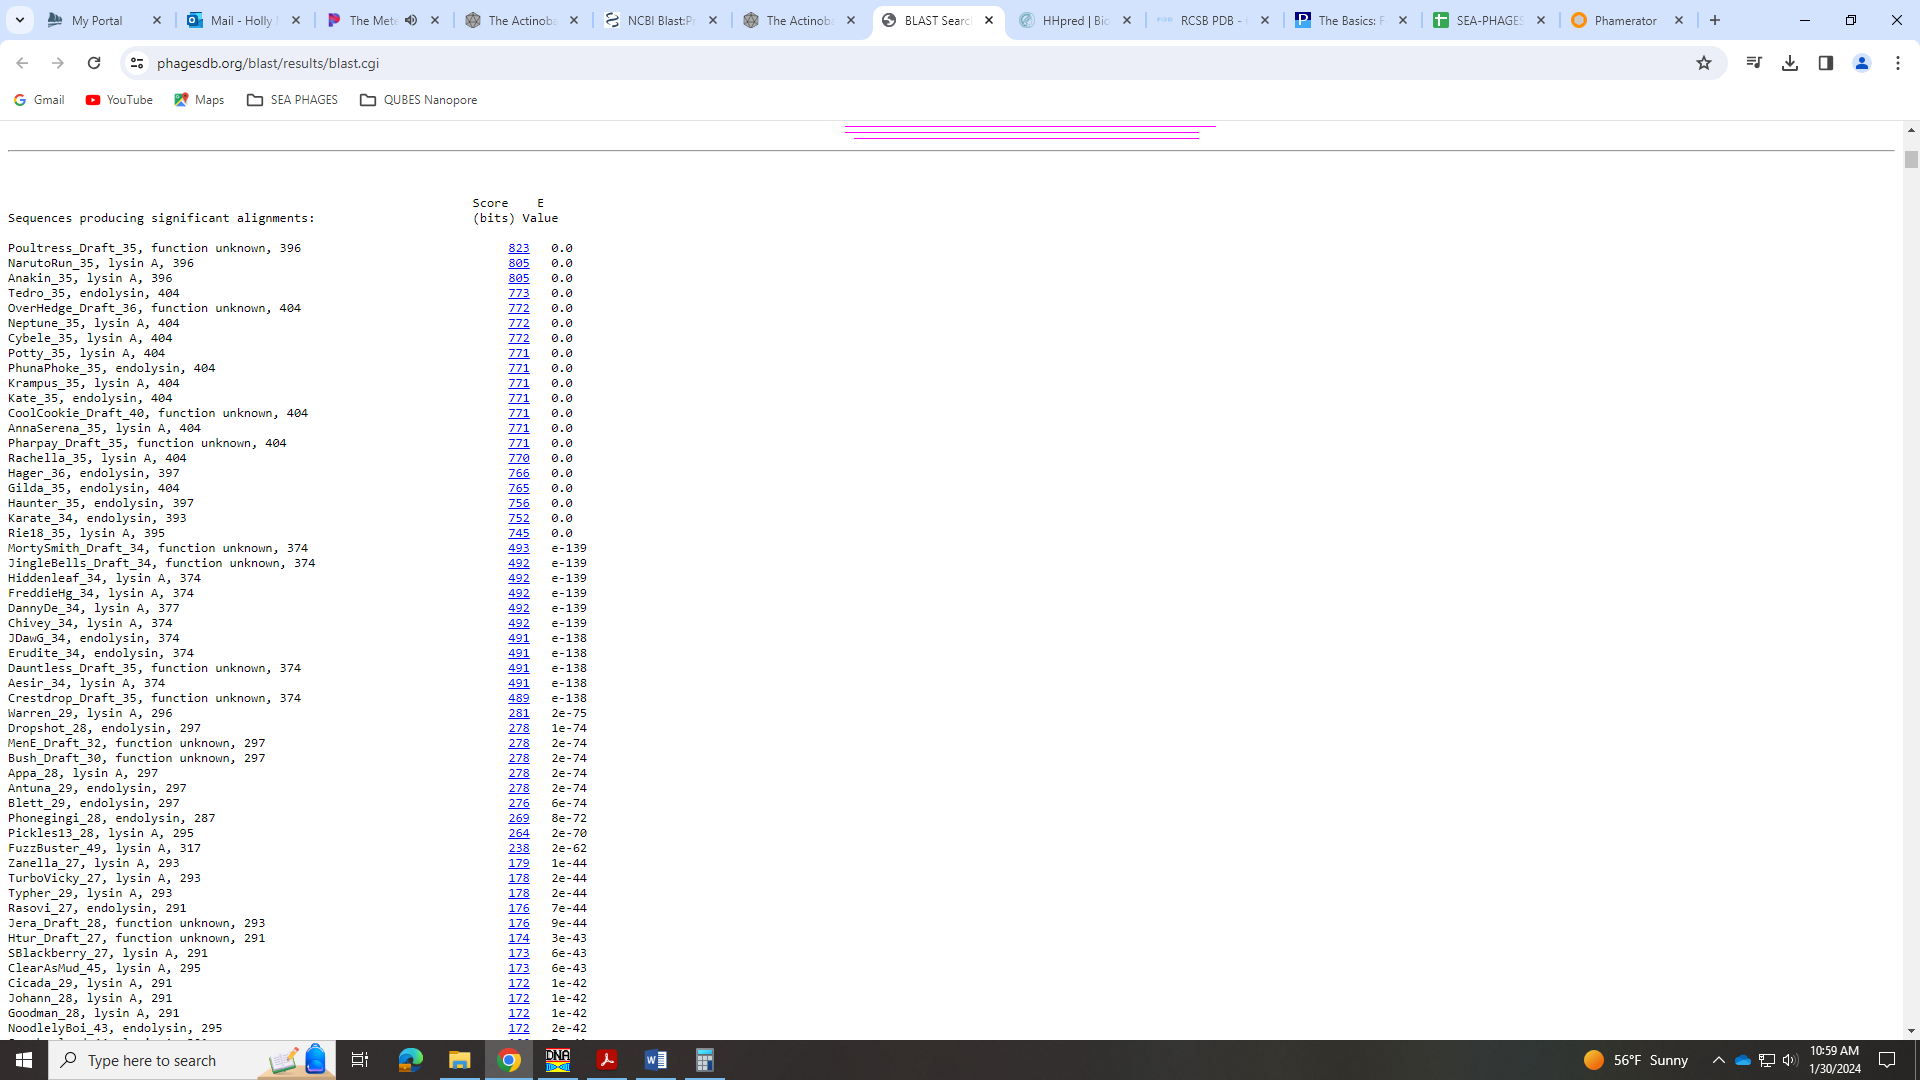 My Portal
Mail - Holly
The Mete
The Actinoba
NCBI Blast:Pr
The Actinoba
BLAST Searc
HHpred | Bio
RCSB PDB -
The Basics: F
SEA-PHAGES
Phamerator
phagesdb.org/blast/results/blast.cgi
Gmail YouTube Maps SEA PHAGES QUBES Nanopore
Score E
Sequences producing significant alignments: (bits) Value
Poultress_Draft_35, function unknown, 396 823 0.0
NarutoRun_35, lysin A, 396 805 0.0
Anakin_35, lysin A, 396 805 0.0
Tedro_35, endolysin, 404 773 0.0
OverHedge_Draft_36, function unknown, 404 772 0.0
Neptune_35, lysin A, 404 772 0.0
Cybele_35, lysin A, 404 772 0.0
Potty_35, lysin A, 404 771 0.0
PhunaPhoke_35, endolysin, 404 771 0.0
Krampus_35, lysin A, 404 771 0.0
Kate_35, endolysin, 404 771 0.0
CoolCookie_Draft_40, function unknown, 404 771 0.0
AnnaSerena_35, lysin A, 404 771 0.0
Pharpay_Draft_35, function unknown, 404 771 0.0
Rachella_35, lysin A, 404 770 0.0
Hager_36, endolysin, 397 766 0.0
Gilda_35, endolysin, 404 765 0.0
Haunter_35, endolysin, 397 756 0.0
Karate_34, endolysin, 393 752 0.0
Rie18_35, lysin A, 395 745 0.0
MortySmith_Draft_34, function unknown, 374 493 e-139
JingleBells_Draft_34, function unknown, 374 492 e-139
Hiddenleaf_34, lysin A, 374 492 e-139
FreddieHg_34, lysin A, 374 492 e-139
DannyDe_34, lysin A, 377 492 e-139
Chivey_34, lysin A, 374 492 e-139
JDawG_34, endolysin, 374 491 e-138
Erudite_34, endolysin, 374 491 e-138
Dauntless_Draft_35, function unknown, 374 491 e-138
Aesir_34, lysin A, 374 491 e-138
Crestdrop_Draft_35, function unknown, 374 489 e-138
Warren_29, lysin A, 296 281 2e-75
Dropshot_28, endolysin, 297 278 1e-74
MenE_Draft_32, function unknown, 297 278 2e-74
Bush_Draft_30, function unknown, 297 278 2e-74
Appa_28, lysin A, 297 278 2e-74
Antuna_29, endolysin, 297 278 2e-74
Blett_29, endolysin, 297 276 6e-74
Phonegingi_28, endolysin, 287 269 8e-72
Pickles13_28, lysin A, 295 264 2e-70
FuzzBuster_49, lysin A, 317 238 2e-62
Zanella_27, lysin A, 293 179 1e-44
TurboVicky_27, lysin A, 293 178 2e-44
Typher_29, lysin A, 293 178 2e-44
Rasovi_27, endolysin, 291 176 7e-44
Jera_Draft_28, function unknown, 293 176 9e-44
Htur_Draft_27, function unknown, 291 174 3e-43
SBlackberry_27, lysin A, 291 173 6e-43
ClearAsMud_45, lysin A, 295 173 6e-43
Cicada_29, lysin A, 291 172 1e-42
Johann_28, lysin A, 291 172 1e-42
Goodman_28, lysin A, 291 172 1e-42
NoodlelyBoi_43, endolysin, 295 172 2e-42
Type here to search
DNA
56°F Sunny
10:59 AM
1/30/2024